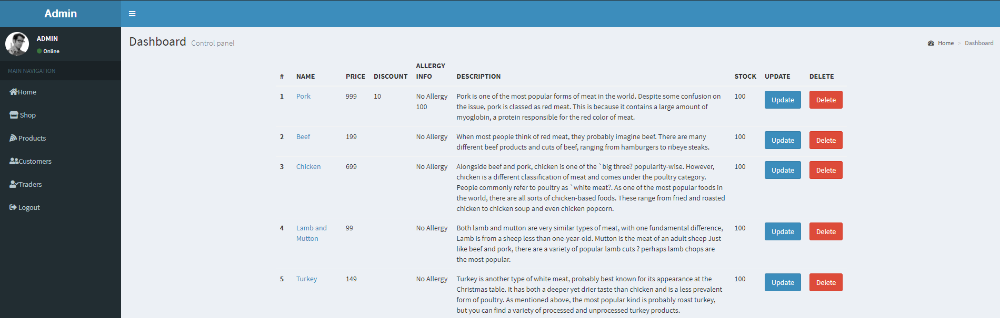 Admin
ADMIN
Online
MAIN NAVIGATION
Home
Shop
Products
Customers
Traders
Logout
Dashboard Control panel
Home > Dashboard
# NAME PRICE DISCOUNT ALLERGY INFO DESCRIPTION STOCK UPDATE DELETE
1 Pork 999 10 No Allergy 100
Pork is one of the most popular forms of meat in the world. Despite some confusion on
the issue, pork is classed as red meat. This is because it contains a large amount of
myoglobin, a protein responsible for the red color of meat.
100 Update Delete
2 Beef 199 No Allergy
When most people think of red meat, they probably imagine beef. There are many
different beef products and cuts of beef, ranging from hamburgers to ribeye steaks.
100 Update Delete
3 Chicken 699 No Allergy
Alongside beef and pork, chicken is one of the `big three? popularity-wise. However,
chicken is a different classification of meat and comes under the poultry category.
People commonly refer to poultry as `white meat?. As one of the most popular foods in
the world, there are all sorts of chicken-based foods. These range from fried and roasted
chicken to chicken soup and even chicken popcorn.
100 Update Delete
4 Lamb and Mutton 99 No Allergy
Both lamb and mutton are very similar types of meat, with one fundamental difference,
Lamb is from a sheep less than one-year-old. Mutton is the meat of an adult sheep Just
like beef and pork, there are a variety of popular lamb cuts ? perhaps lamb chops are
the most popular.
100 Update Delete
5 Turkey 149 No Allergy
Turkey is another type of white meat, probably best known for its appearance at the
Christmas table. It has both a deeper yet drier taste than chicken and is a less prevalent
form of poultry. As mentioned above, the most popular kind is probably roast turkey,
but you can find a variety of processed and unprocessed turkey products.
100 Update Delete